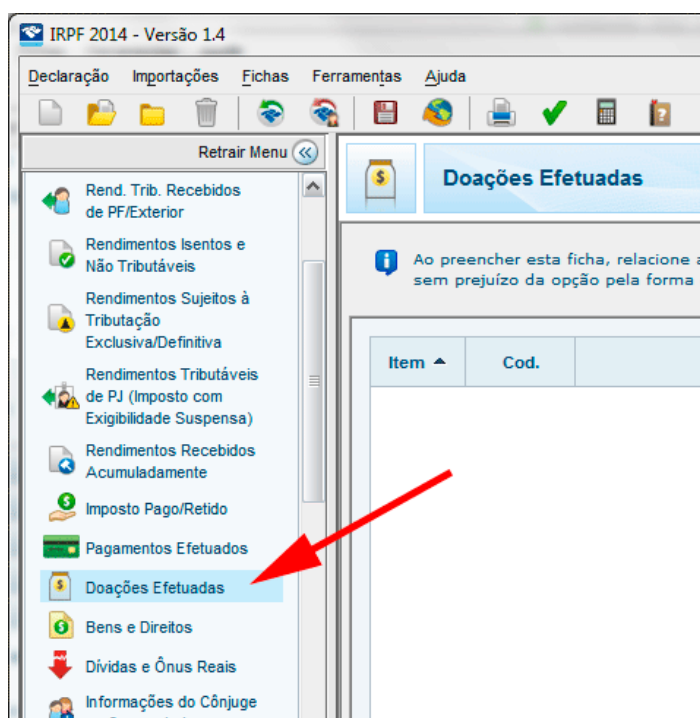 IRPF 2014 - Versão 1.4
Declaração Importações Fichas Ferramentas Ajuda
Retrair Menu
Rend. Trib. Recebidos
de PF/Exterior
Rendimentos Isentos e
Não Tributáveis
Rendimentos Sujeitos à
Tributação
Exclusiva/Definitiva
Rendimentos Tributáveis
de PJ (Imposto com
Exigibilidade Suspensa)
Rendimentos Recebidos
Acumuladamente
Imposto Pago/Retido
Pagamentos Efetuados
Doações Efetuadas
Bens e Direitos
Dívidas e Ônus Reais
Informações do Cônjuge
Doações Efetuadas
Ao preencher esta ficha, relacione
sem prejuízo da opção pela forma
Item Cod.